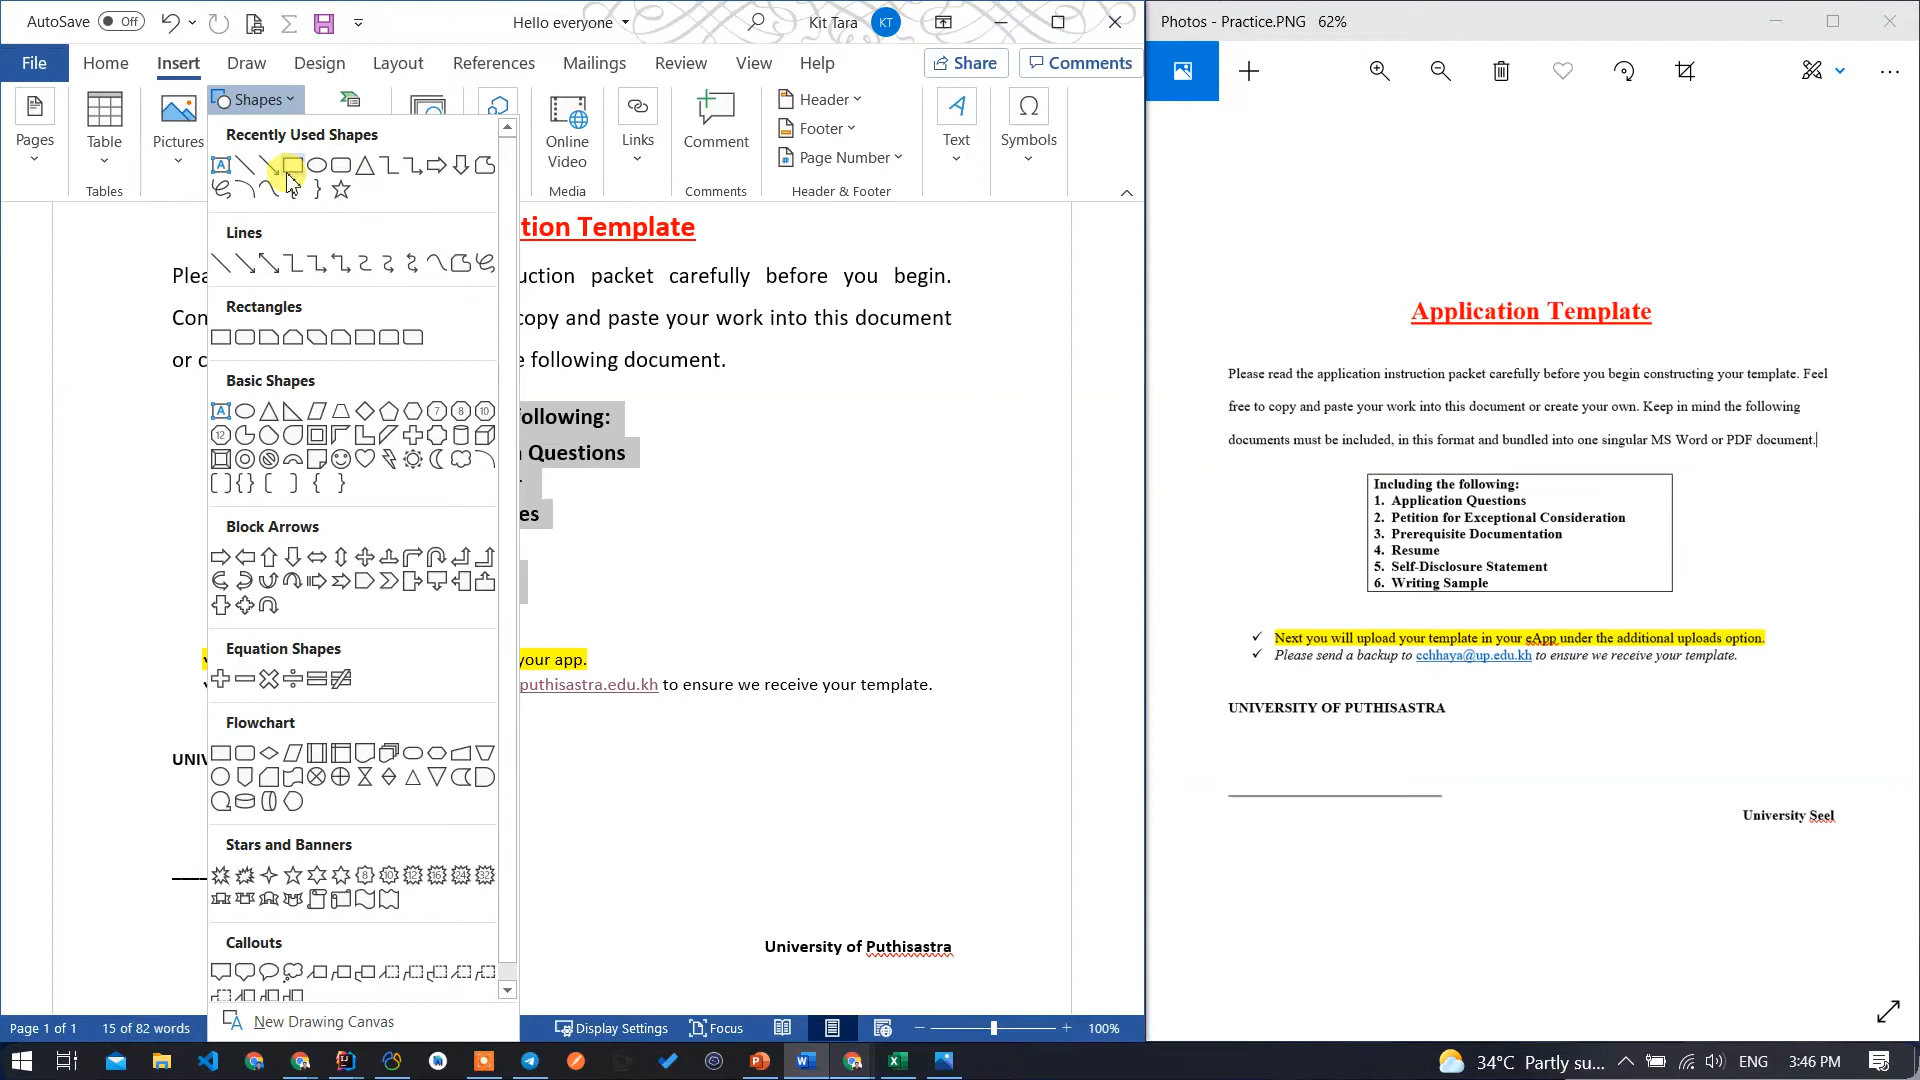 AutoSave Off
Hello everyone
Kit Tara KT
File Home Insert Draw Design Layout References Mailings Review View Help Share Comments
Pages
Table
Tables
Pictures
Shapes
Online
Video
Media
Links
Comment
Comments
Header
Footer
Page Number
Header & Footer
Text
Symbols
Recently Used Shapes
Lines
Rectangles
Basic Shapes
Block Arrows
Equation Shapes
Flowchart
Stars and Banners
Callouts
New Drawing Canvas
tion Template
uction packet carefully before you begin.
copy and paste your work into this document
or
following document.
following:
Questions
es
your app.
puthisastra.edu.kh to ensure we receive your template.
UNIV
University of Puthisastra
Page 1 of 1 15 of 82 words Display Settings Focus 100%
Photos - Practice.PNG 62%
Application Template
Please read the application instruction packet carefully before you begin constructing your template. Feel
free to copy and paste your work into this document or create your own. Keep in mind the following
documents must be included, in this format and bundled into one singular MS Word or PDF document.
Including the following:
1. Application Questions
2. Petition for Exceptional Consideration
3. Prerequisite Documentation
4. Resume
5. Self-Disclosure Statement
6. Writing Sample
✓ Next you will upload your template in your eApp under the additional uploads option.
✓ Please send a backup to cchhaya@up.edu.kh to ensure we receive your template.
UNIVERSITY OF PUTHISASTRA
University Seel
34°C Partly su... ENG 3:46 PM